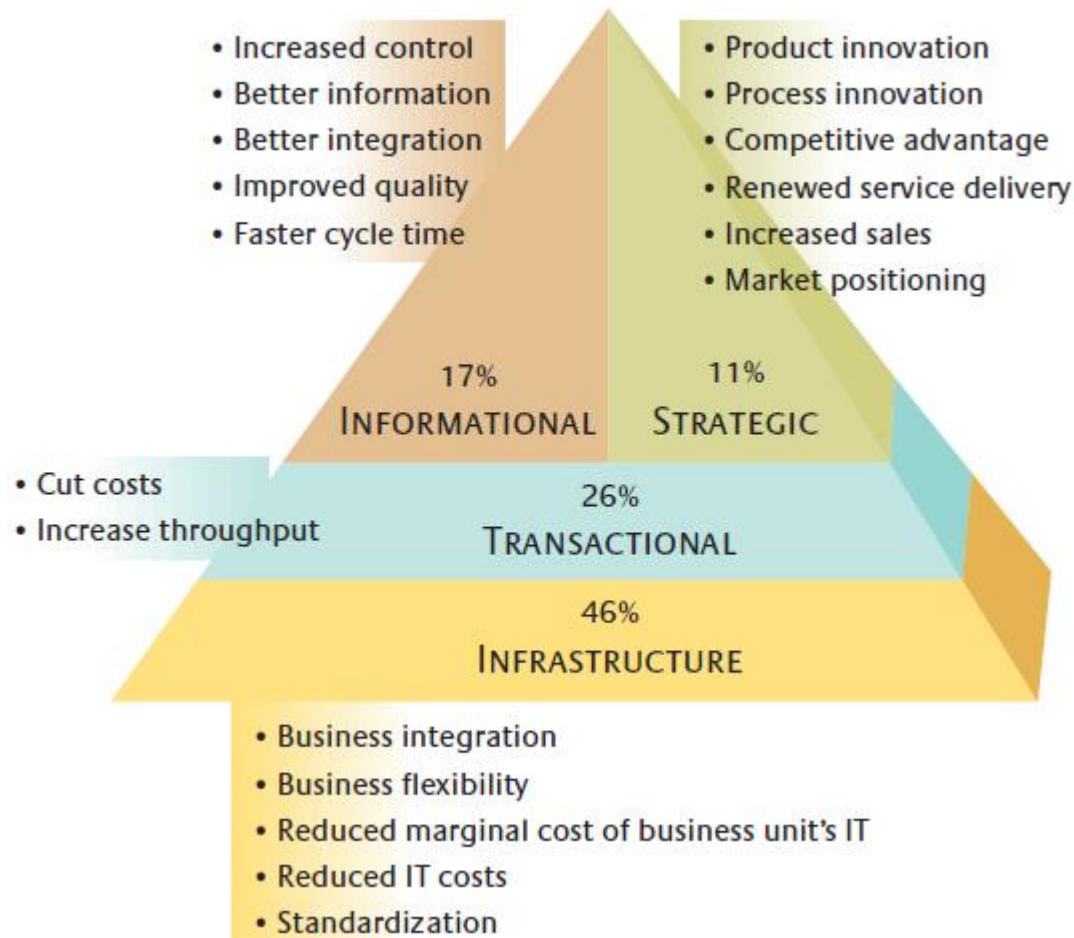 • Increased control
• Better information
• Better integration
• Improved quality
• Faster cycle time
• Product innovation
• Process innovation
• Competitive advantage
• Renewed service delivery
• Increased sales
• Market positioning
17%
INFORMATIONAL
11%
STRATEGIC
• Cut costs
• Increase throughput
26%
TRANSACTIONAL
46%
INFRASTRUCTURE
• Business integration
• Business flexibility
• Reduced marginal cost of business unit's IT
• Reduced IT costs
• Standardization